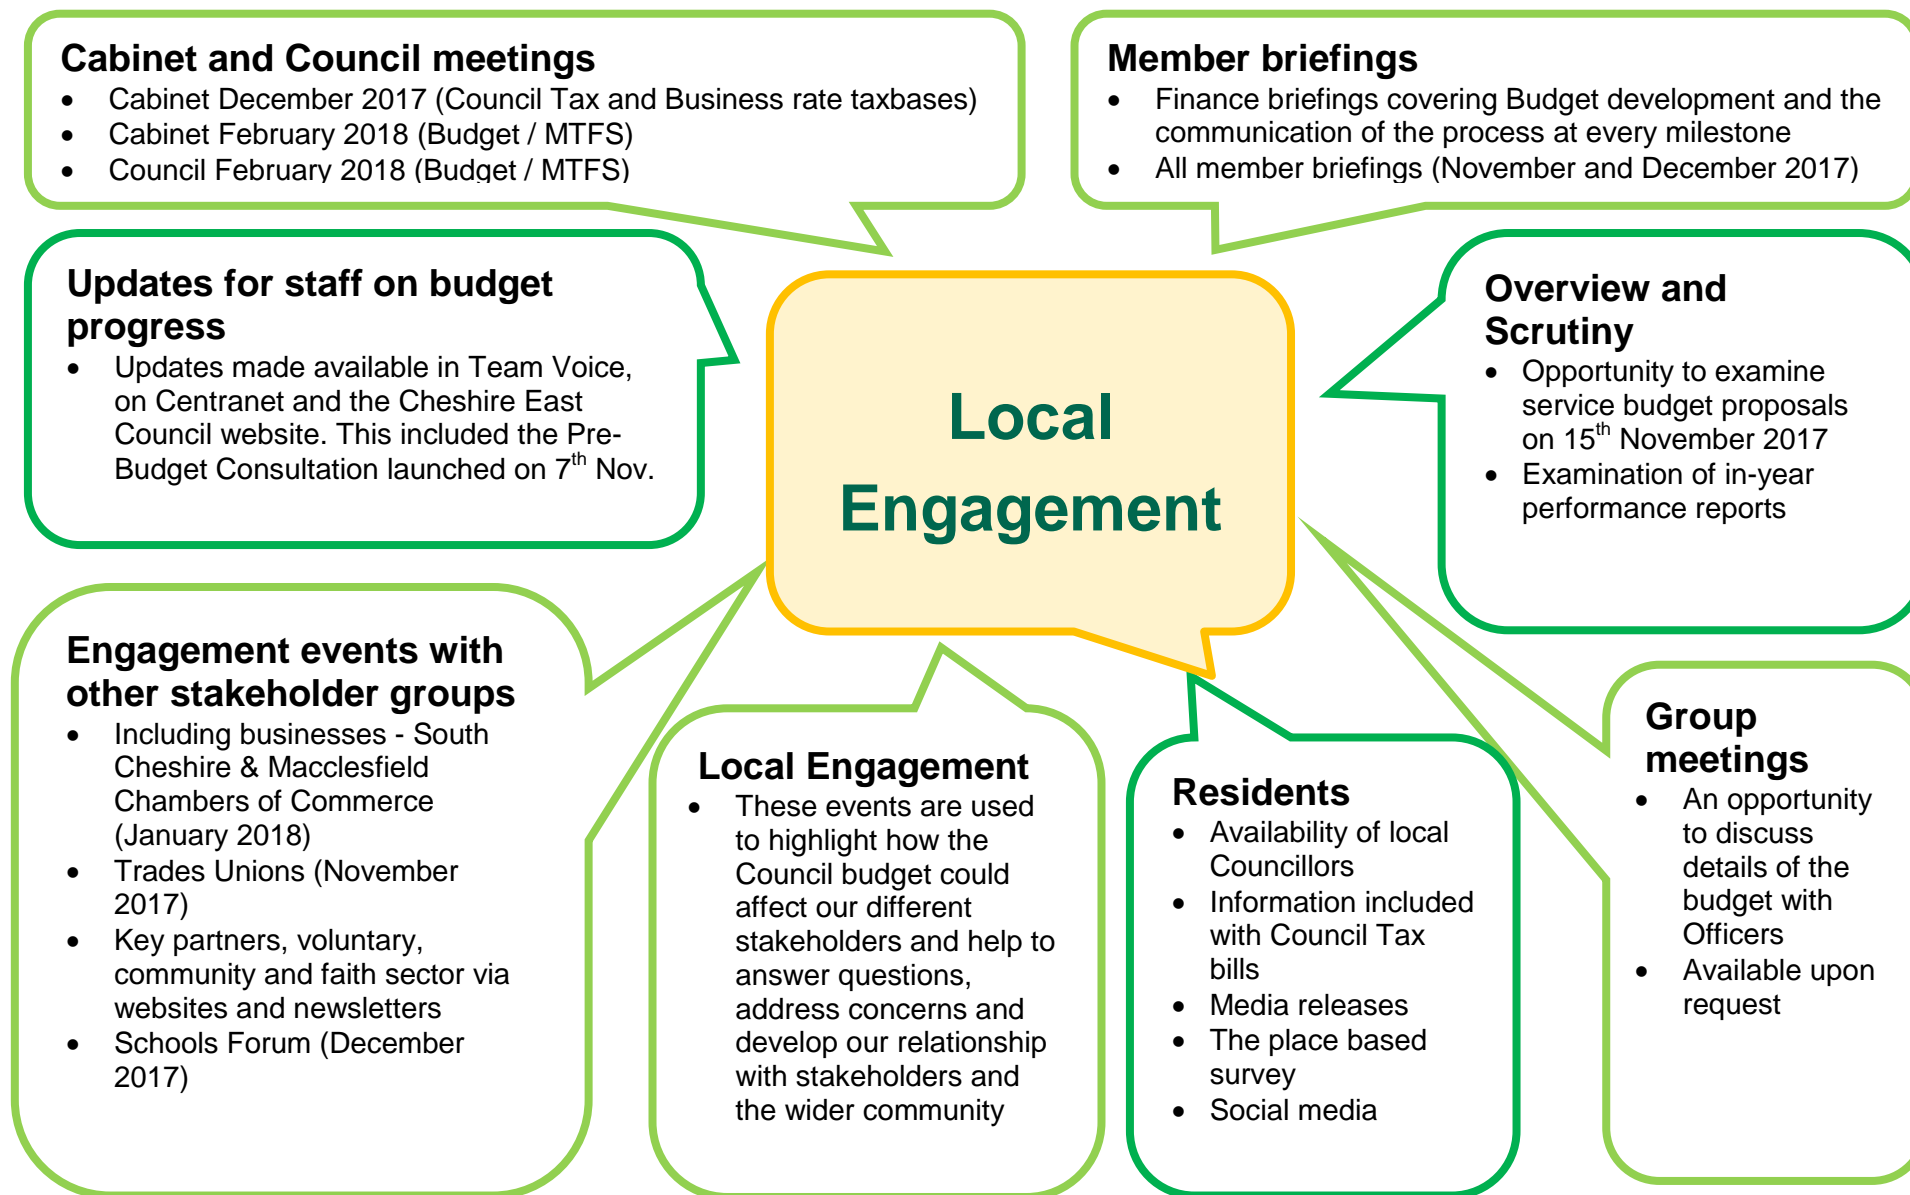 Cabinet and Council meetings
• Cabinet December 2017 (Council Tax and Business rate taxbases)
• Cabinet February 2018 (Budget / MTFS)
• Council February 2018 (Budget / MTFS)
Member briefings
• Finance briefings covering Budget development and the
communication of the process at every milestone
• All member briefings (November and December 2017)
Updates for staff on budget
progress
• Updates made available in Team Voice,
on Centranet and the Cheshire East
Council website. This included the Pre-
Budget Consultation launched on 7th Nov.
Local
Engagement
Overview and
Scrutiny
• Opportunity to examine
service budget proposals
on 15th November 2017
• Examination of in-year
performance reports
Engagement events with
other stakeholder groups
• Including businesses - South
Cheshire & Macclesfield
Chambers of Commerce
(January 2018)
• Trades Unions (November
2017)
• Key partners, voluntary,
community and faith sector via
websites and newsletters
• Schools Forum (December
2017)
Local Engagement
• These events are used
to highlight how the
Council budget could
affect our different
stakeholders and help to
answer questions,
address concerns and
develop our relationship
with stakeholders and
the wider community
Residents
• Availability of local
Councillors
• Information included
with Council Tax
bills
• Media releases
• The place based
survey
• Social media
Group
meetings
• An opportunity
to discuss
details of the
budget with
Officers
• Available upon
request